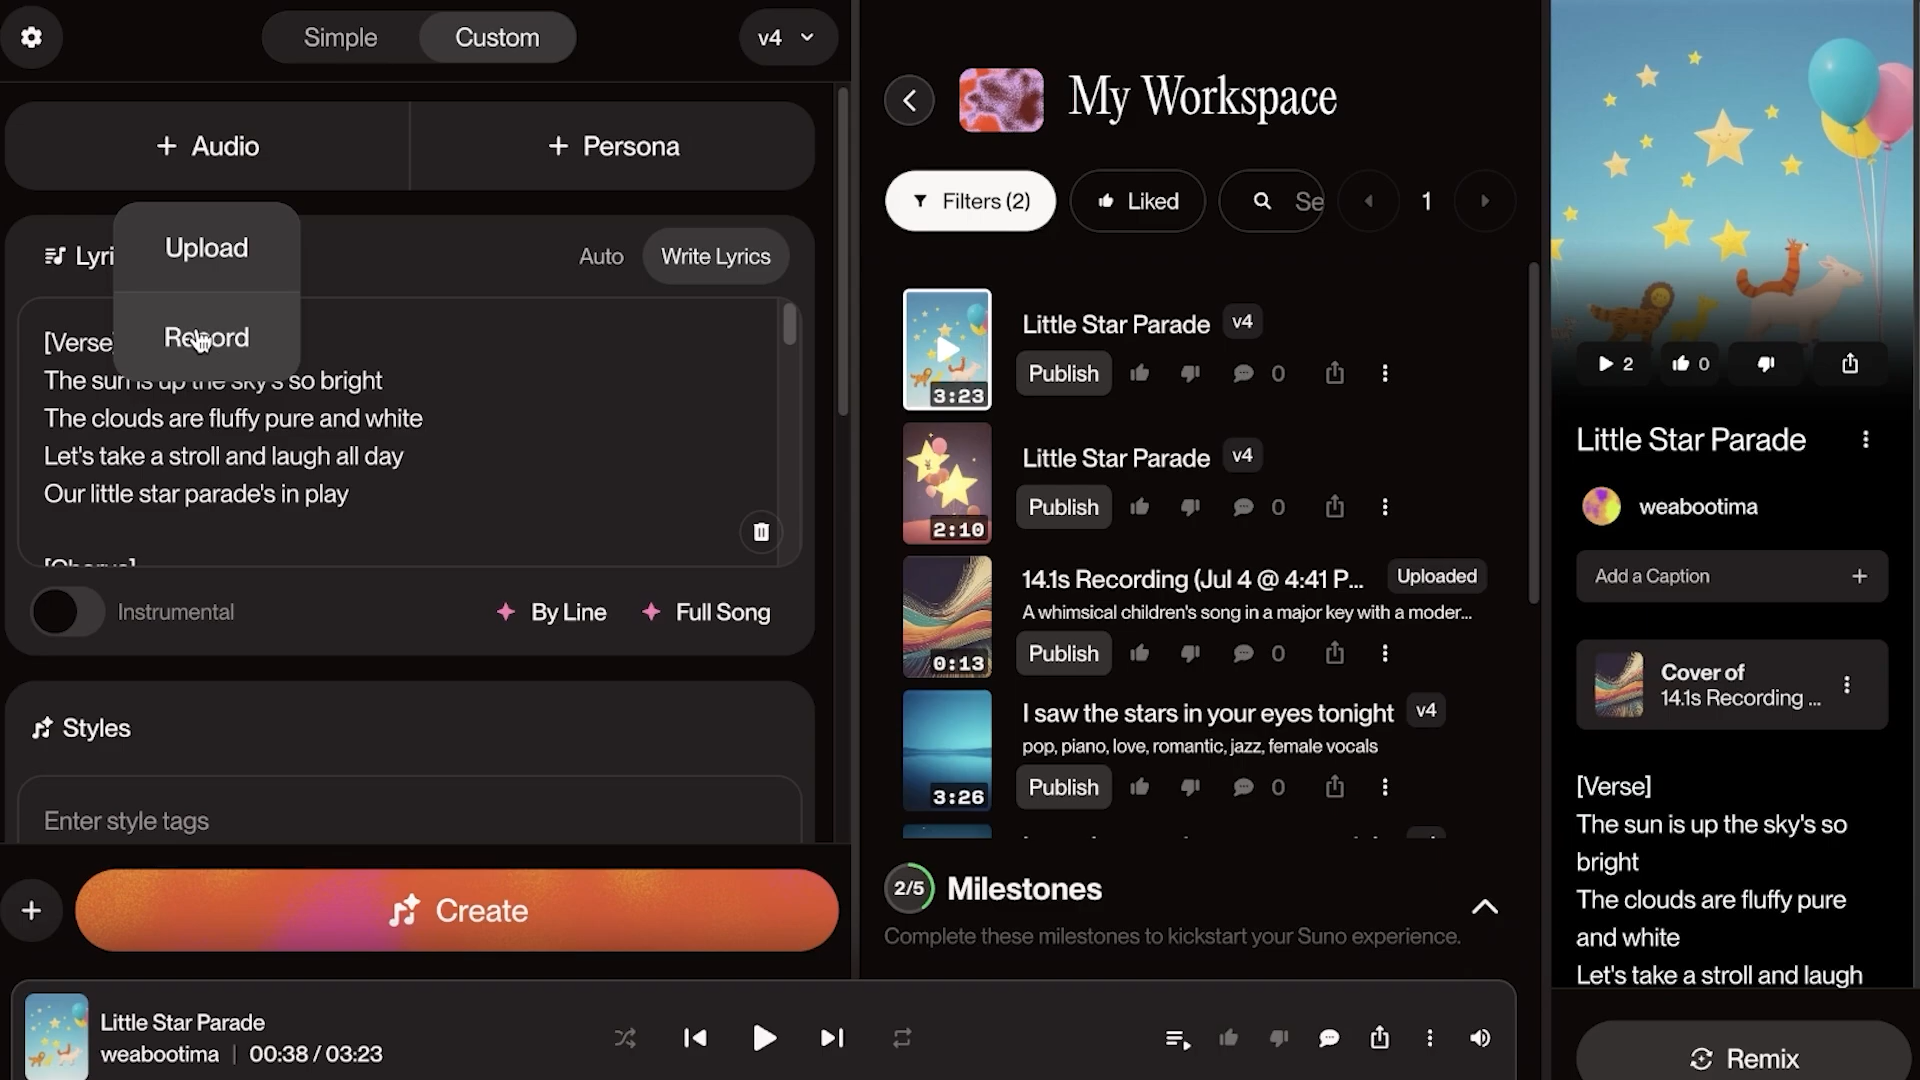 Simple
Custom
v4
+ Audio
+ Persona
Upload
Record
Auto
Write Lyrics
[Verse]
The sun is up the sky's so bright
The clouds are fluffy pure and white
Let's take a stroll and laugh all day
Our little star parade's in play
[Chorus]
Instrumental
By Line
Full Song
Styles
Enter style tags
Create
My Workspace
Filters (2)
Liked
1
Little Star Parade v4
3:23
Publish
0
Little Star Parade v4
2:10
Publish
0
14.1s Recording (Jul 4 @ 4:41 P... Uploaded
A whimsical children's song in a major key with a moder...
0:13
Publish
0
I saw the stars in your eyes tonight v4
pop, piano, love, romantic, jazz, female vocals
3:26
Publish
0
2/5 Milestones
Complete these milestones to kickstart your Suno experience.
2
0
Little Star Parade
weabootima
Add a Caption +
Cover of
14.1s Recording ...
[Verse]
The sun is up the sky's so
bright
The clouds are fluffy pure
and white
Let's take a stroll and laugh
Remix
Little Star Parade
weabootima | 00:38 / 03:23